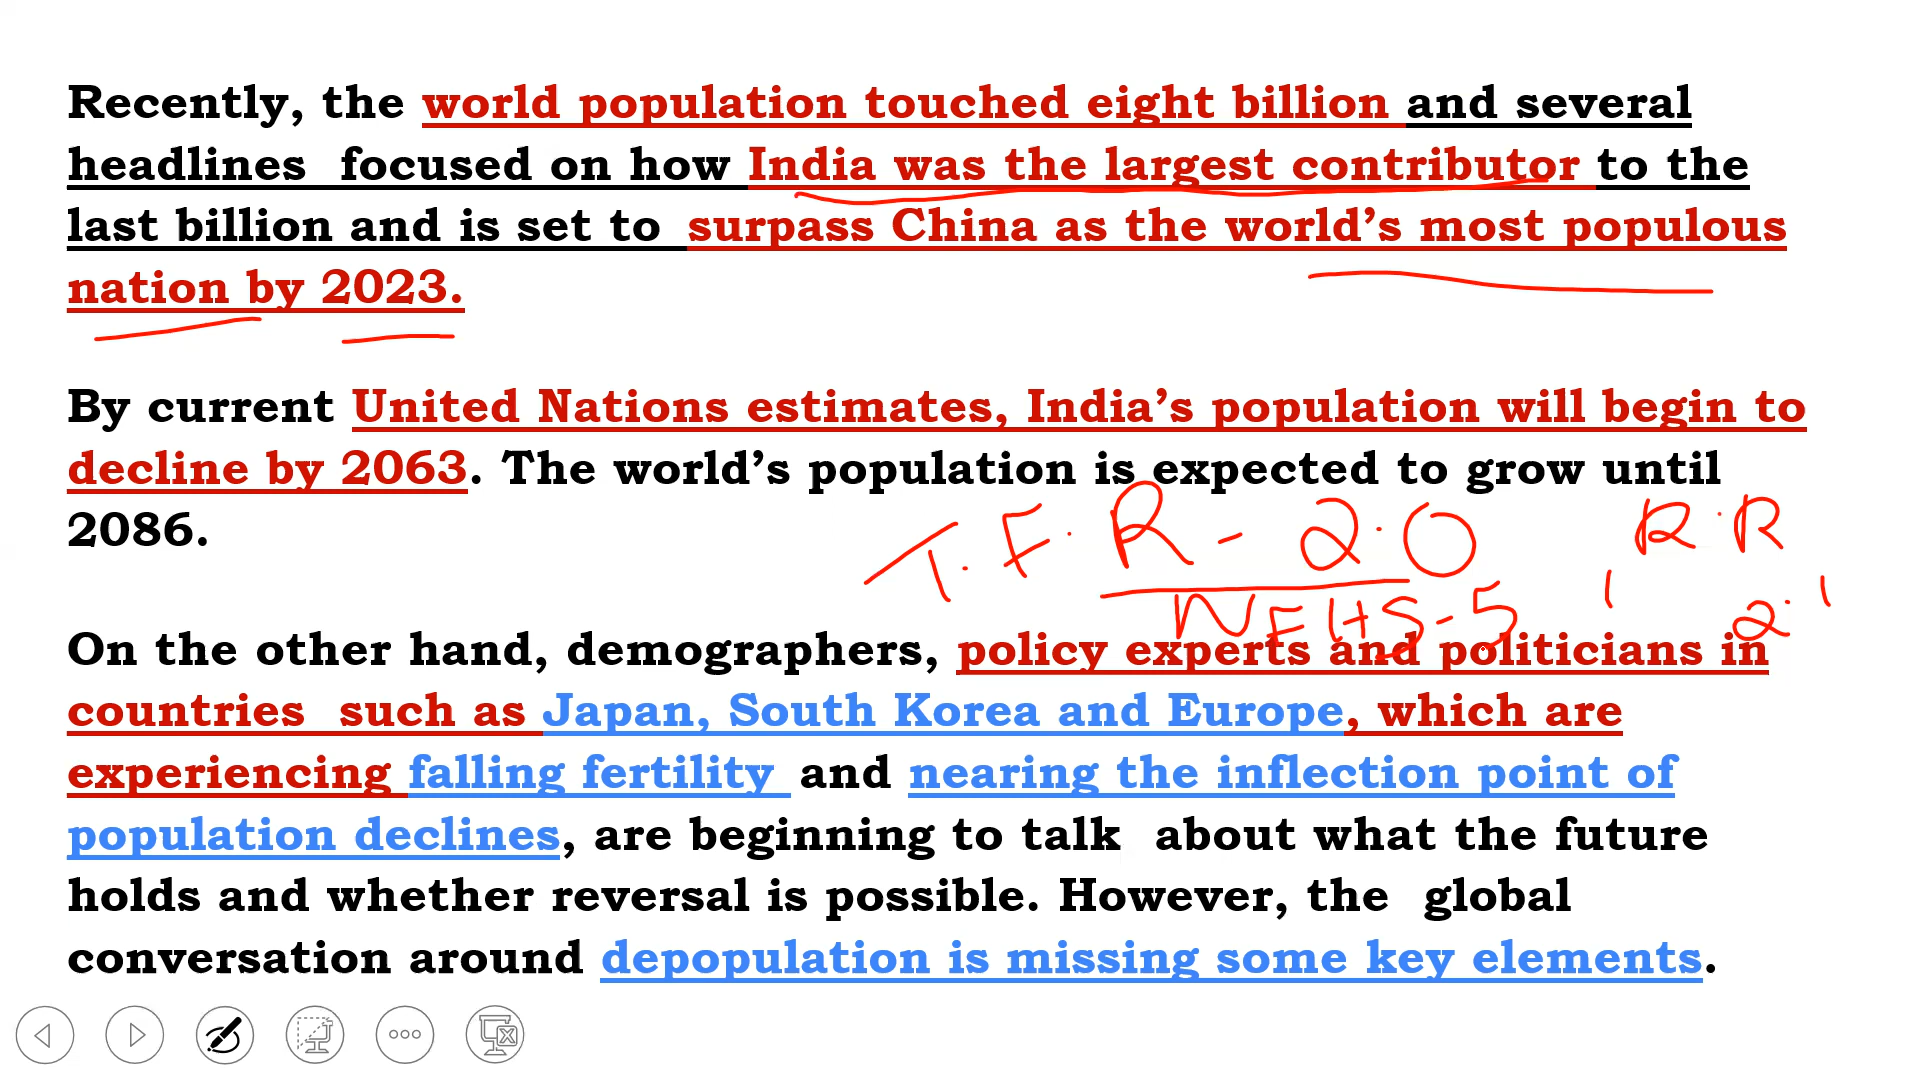 Recently, the world population touched eight billion and several
headlines focused on how India was the largest contributor to the
last billion and is set to surpass China as the world's most populous
nation by 2023.
By current United Nations estimates, India's population will begin to
decline by 2063. The world's population is expected to grow until
2086.
T.F.R - 2.0
R.R
NFHS-5
2.1
On the other hand, demographers, policy experts and politicians in
countries such as Japan, South Korea and Europe, which are
experiencing falling fertility and nearing the inflection point of
population declines, are beginning to talk about what the future
holds and whether reversal is possible. However, the global
conversation around depopulation is missing some key elements.